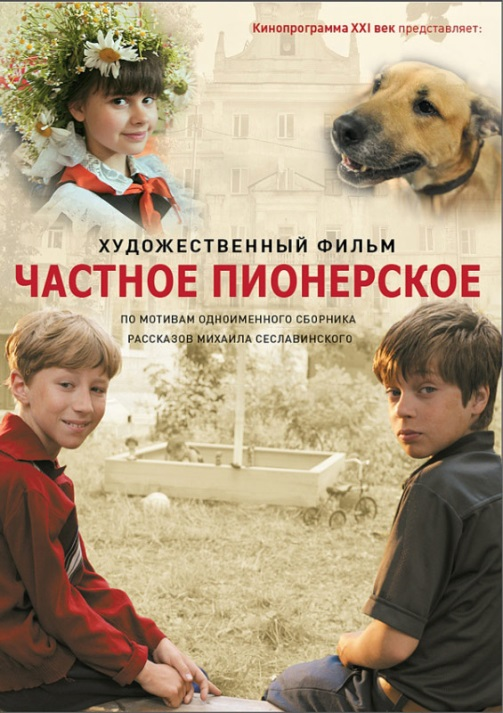 Кинопрограмма XXI век представляет:
ХУДОЖЕСТВЕННЫЙ ФИЛЬМ
ЧАСТНОЕ ПИОНЕРСКОЕ
ПО МОТИВАМ ОДНОИМЕННОГО СБОРНИКА
РАССКАЗОВ МИХАИЛА СЕСЛАВИНСКОГО